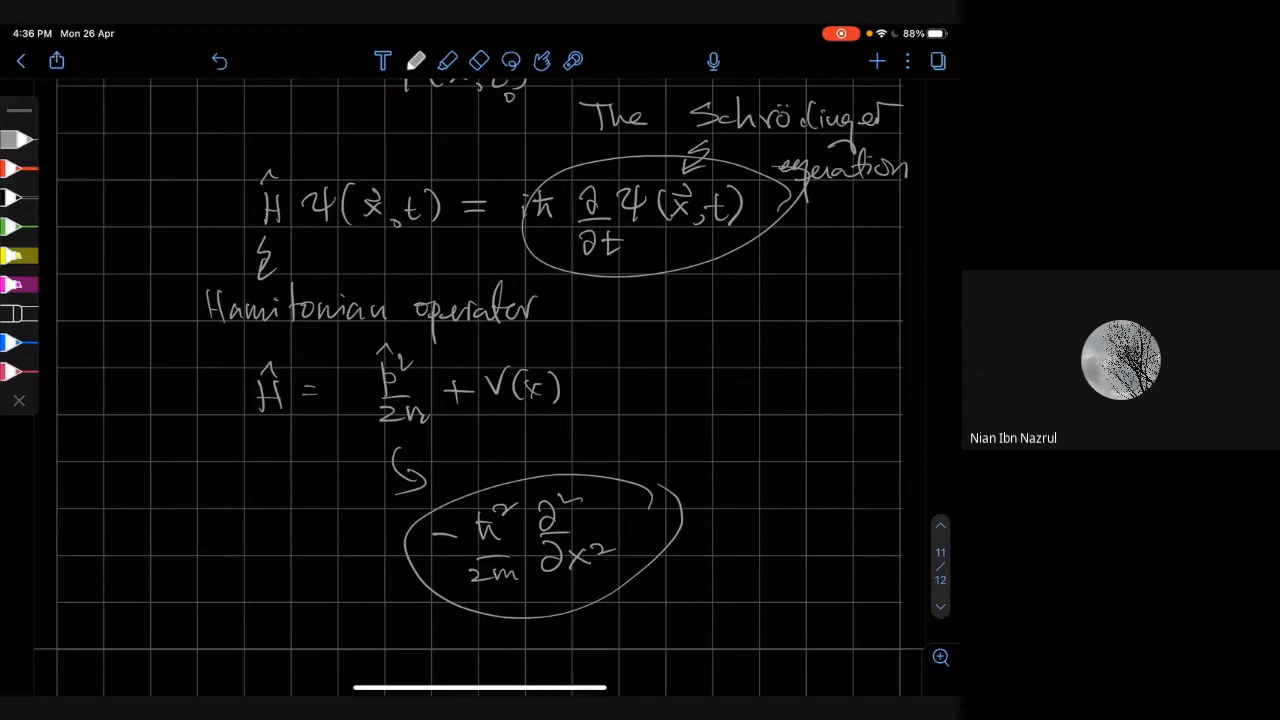 4:36 PM Mon 26 Apr
88%
The Schrödinger
equation
Ĥ Ψ(x⃗, t) = iħ ∂/∂t Ψ(x⃗, t)
Hamitonian operator
Ĥ = p̂²/2m + V(x)
- ħ²/2m ∂²/∂x²
11
/
12
Nian Ibn Nazrul